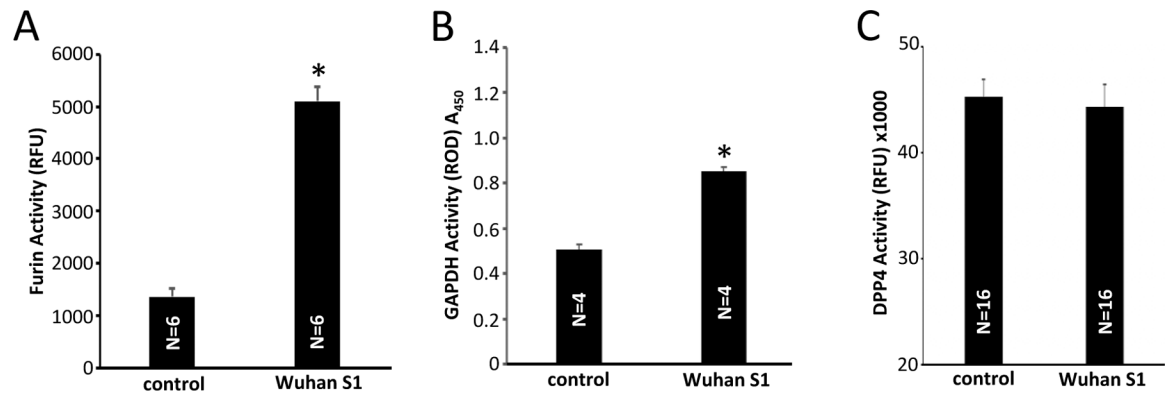 A
Furin Activity (RFU)
6000
5000
4000
3000
2000
1000
0
*
N=6
N=6
control
Wuhan S1
B
GAPDH Activity (ROD) A450
1.4
1.2
1.0
0.8
0.6
0.4
0.2
0
*
N=4
N=4
control
Wuhan S1
C
DPP4 Activity (RFU) x1000
50
40
30
20
N=16
N=16
control
Wuhan S1